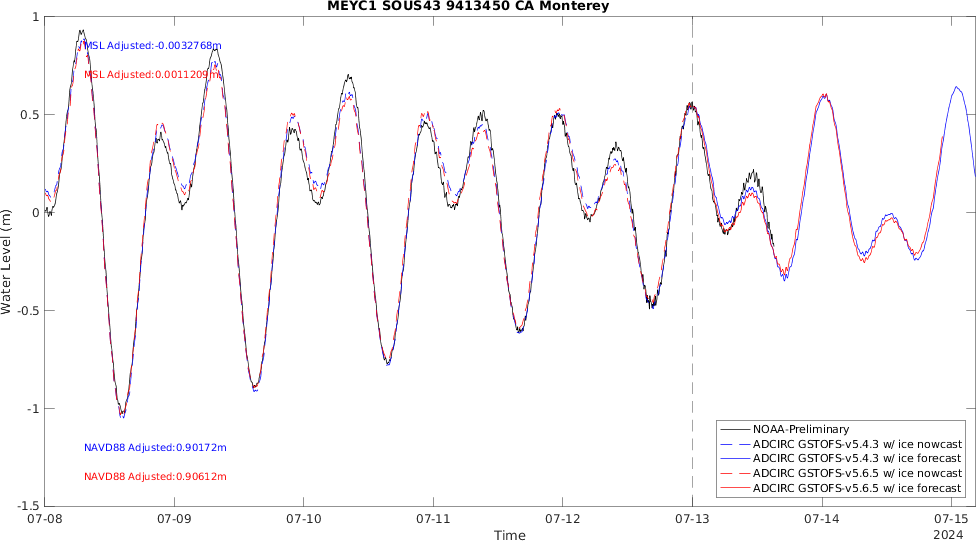 MEYC1 SOUS43 9413450 CA Monterey
MSL Adjusted:-0.0032768m
MSL Adjusted:0.0011209m
NAVD88 Adjusted:0.90172m
NAVD88 Adjusted:0.90612m
Water Level (m)
1
0.5
0
-0.5
-1
-1.5
NOAA-Preliminary
ADCIRC GSTOFS-v5.4.3 w/ ice nowcast
ADCIRC GSTOFS-v5.4.3 w/ ice forecast
ADCIRC GSTOFS-v5.6.5 w/ ice nowcast
ADCIRC GSTOFS-v5.6.5 w/ ice forecast
07-08 07-09 07-10 07-11 07-12 07-13 07-14 07-15
Time
2024